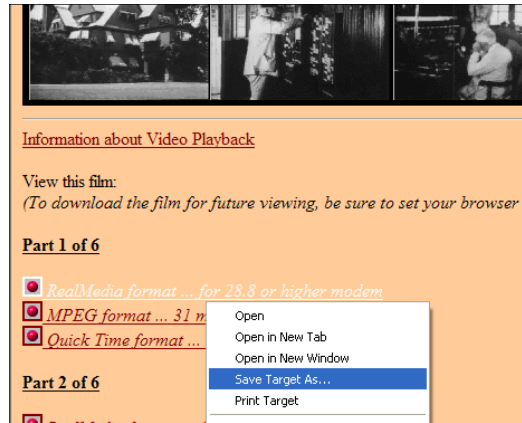 Information about Video Playback
View this film:
(To download the film for future viewing, be sure to set your browser
Part 1 of 6
RealMedia format ... for 28.8 or higher modem
MPEG format ... 31 m
Quick Time format ...
Open
Open in New Tab
Open in New Window
Save Target As...
Print Target
Part 2 of 6